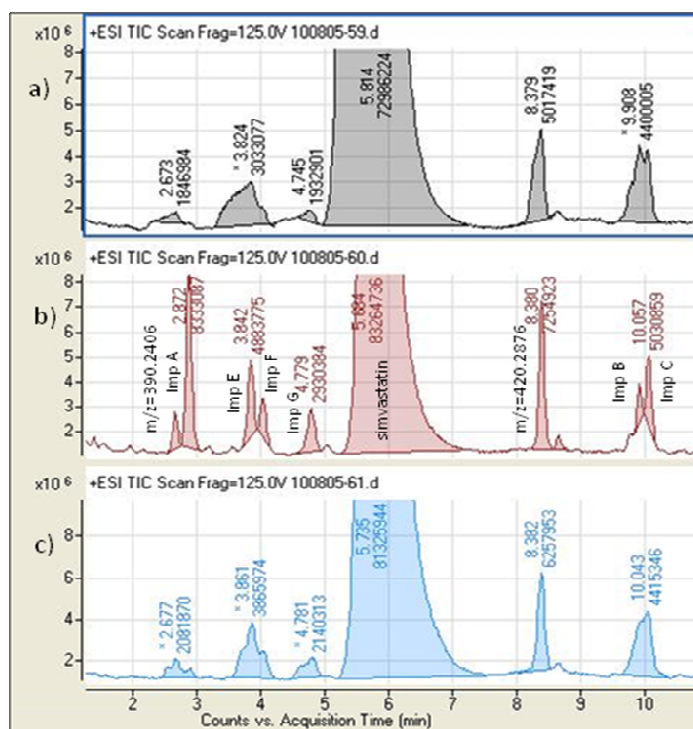 +ESI TIC Scan Frag=125.0V 100805-59.d
x10 6
a)
8
7
6
5
4
3
2
2.673
1846984
* 3.824
3033077
4.745
1932901
5.814
72986224
8.379
5017419
* 9.908
4400005
+ESI TIC Scan Frag=125.0V 100805-60.d
x10 6
b)
8
7
6
5
4
3
2
m/z=390.2406
Imp A
2.872
8333087
Imp E
3.842
4883775
Imp F
Imp G
4.779
2930384
5.684
83264736
simvastatin
m/z=420.2876
8.380
7254923
Imp B
10.057
5030859
Imp C
+ESI TIC Scan Frag=125.0V 100805-61.d
x10 6
c)
8
6
4
2
* 2.677
2081870
* 3.861
3865974
* 4.781
2140313
5.735
81325944
8.382
6257953
10.043
4415346
2 3 4 5 6 7 8 9 10
Counts vs. Acquisition Time (min)